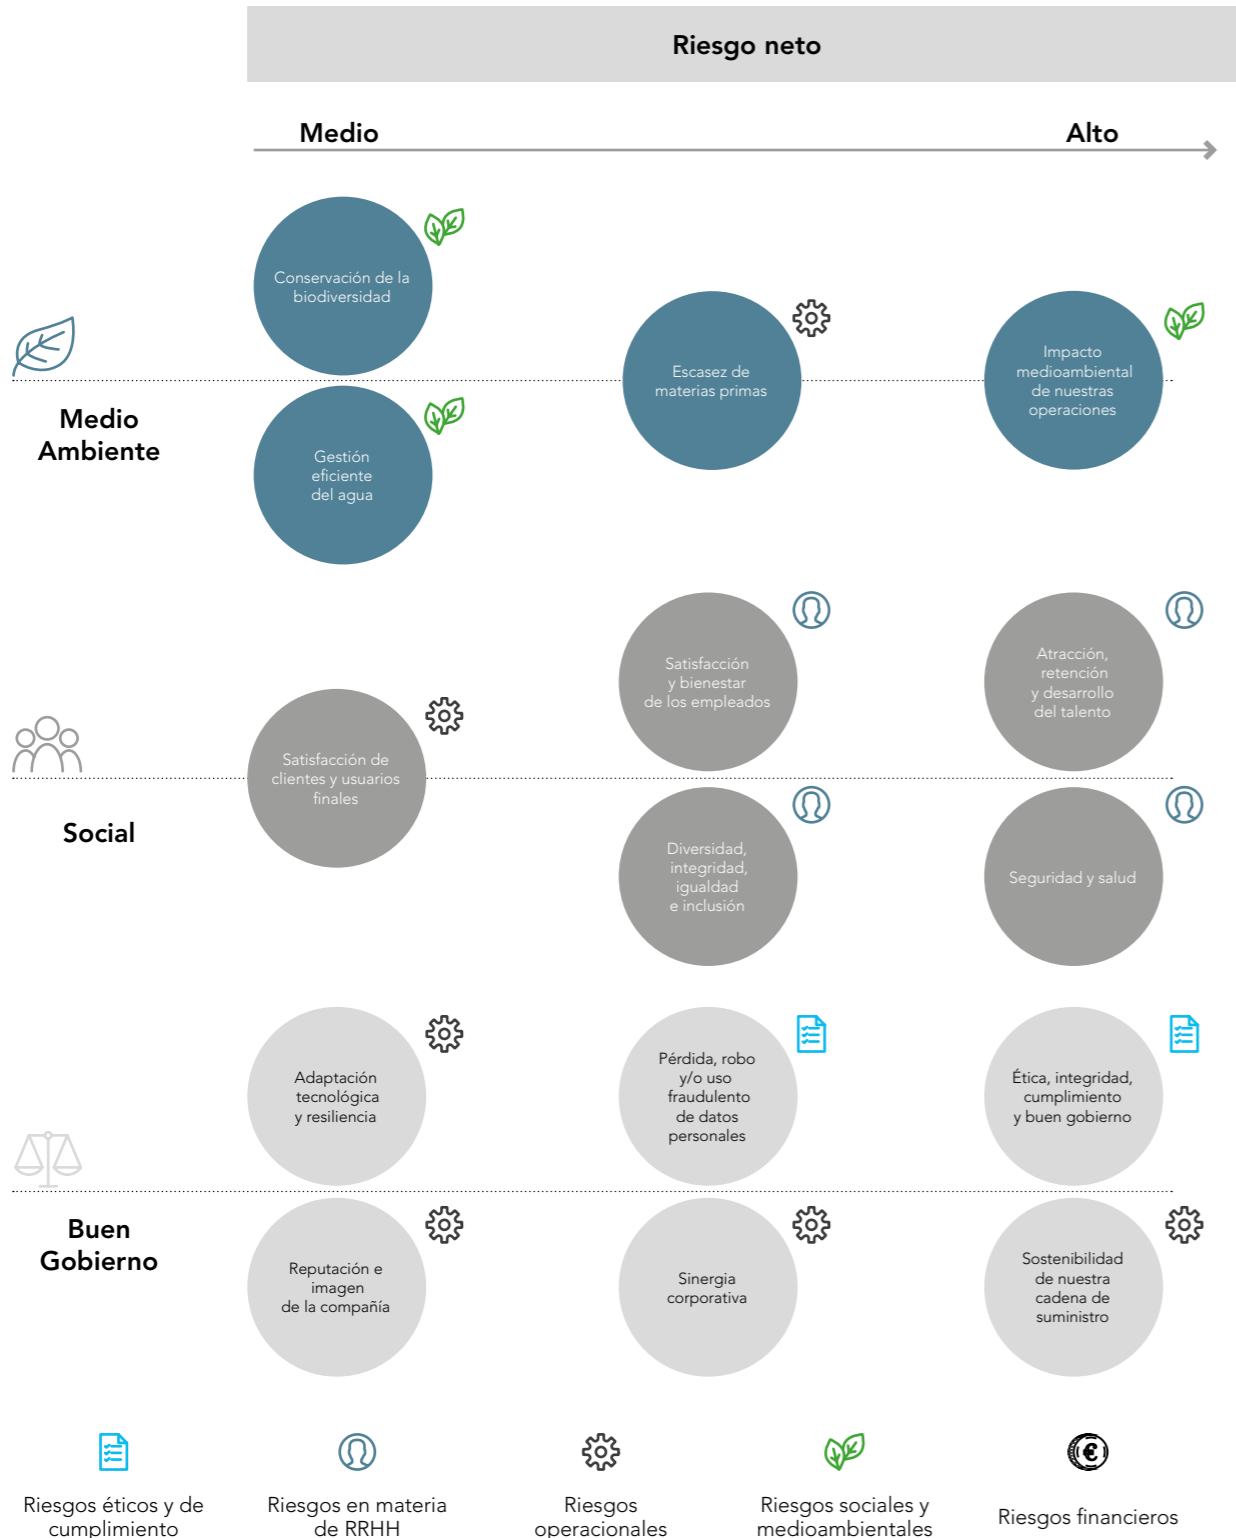 Riesgo neto
Medio
Alto
Conservación de la
biodiversidad
Escasez de
materias primas
Impacto
medioambiental
de nuestras
operaciones
Medio
Ambiente
Gestión
eficiente
del agua
Satisfacción
y bienestar
de los empleados
Atracción,
retención
y desarrollo
del talento
Satisfacción de
clientes y usuarios
finales
Social
Diversidad,
integridad,
igualdad
e inclusión
Seguridad y salud
Adaptación
tecnológica
y resiliencia
Pérdida, robo
y/o uso
fraudulento
de datos
personales
Ética, integridad,
cumplimiento
y buen gobierno
Buen
Gobierno
Reputación e
imagen
de la compañía
Sinergia
corporativa
Sostenibilidad
de nuestra
cadena de
suministro
Riesgos éticos y de
cumplimiento
Riesgos en materia
de RRHH
Riesgos
operacionales
Riesgos sociales y
medioambientales
€
Riesgos financieros